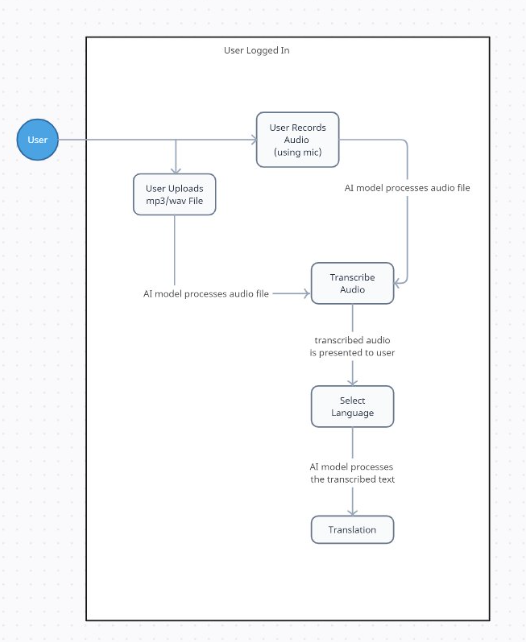 User Logged In
User
User Records
Audio
(using mic)
User Uploads
mp3/wav File
AI model processes audio file
AI model processes audio file
Transcribe
Audio
transcribed audio
is presented to user
Select
Language
AI model processes
the transcribed text
Translation